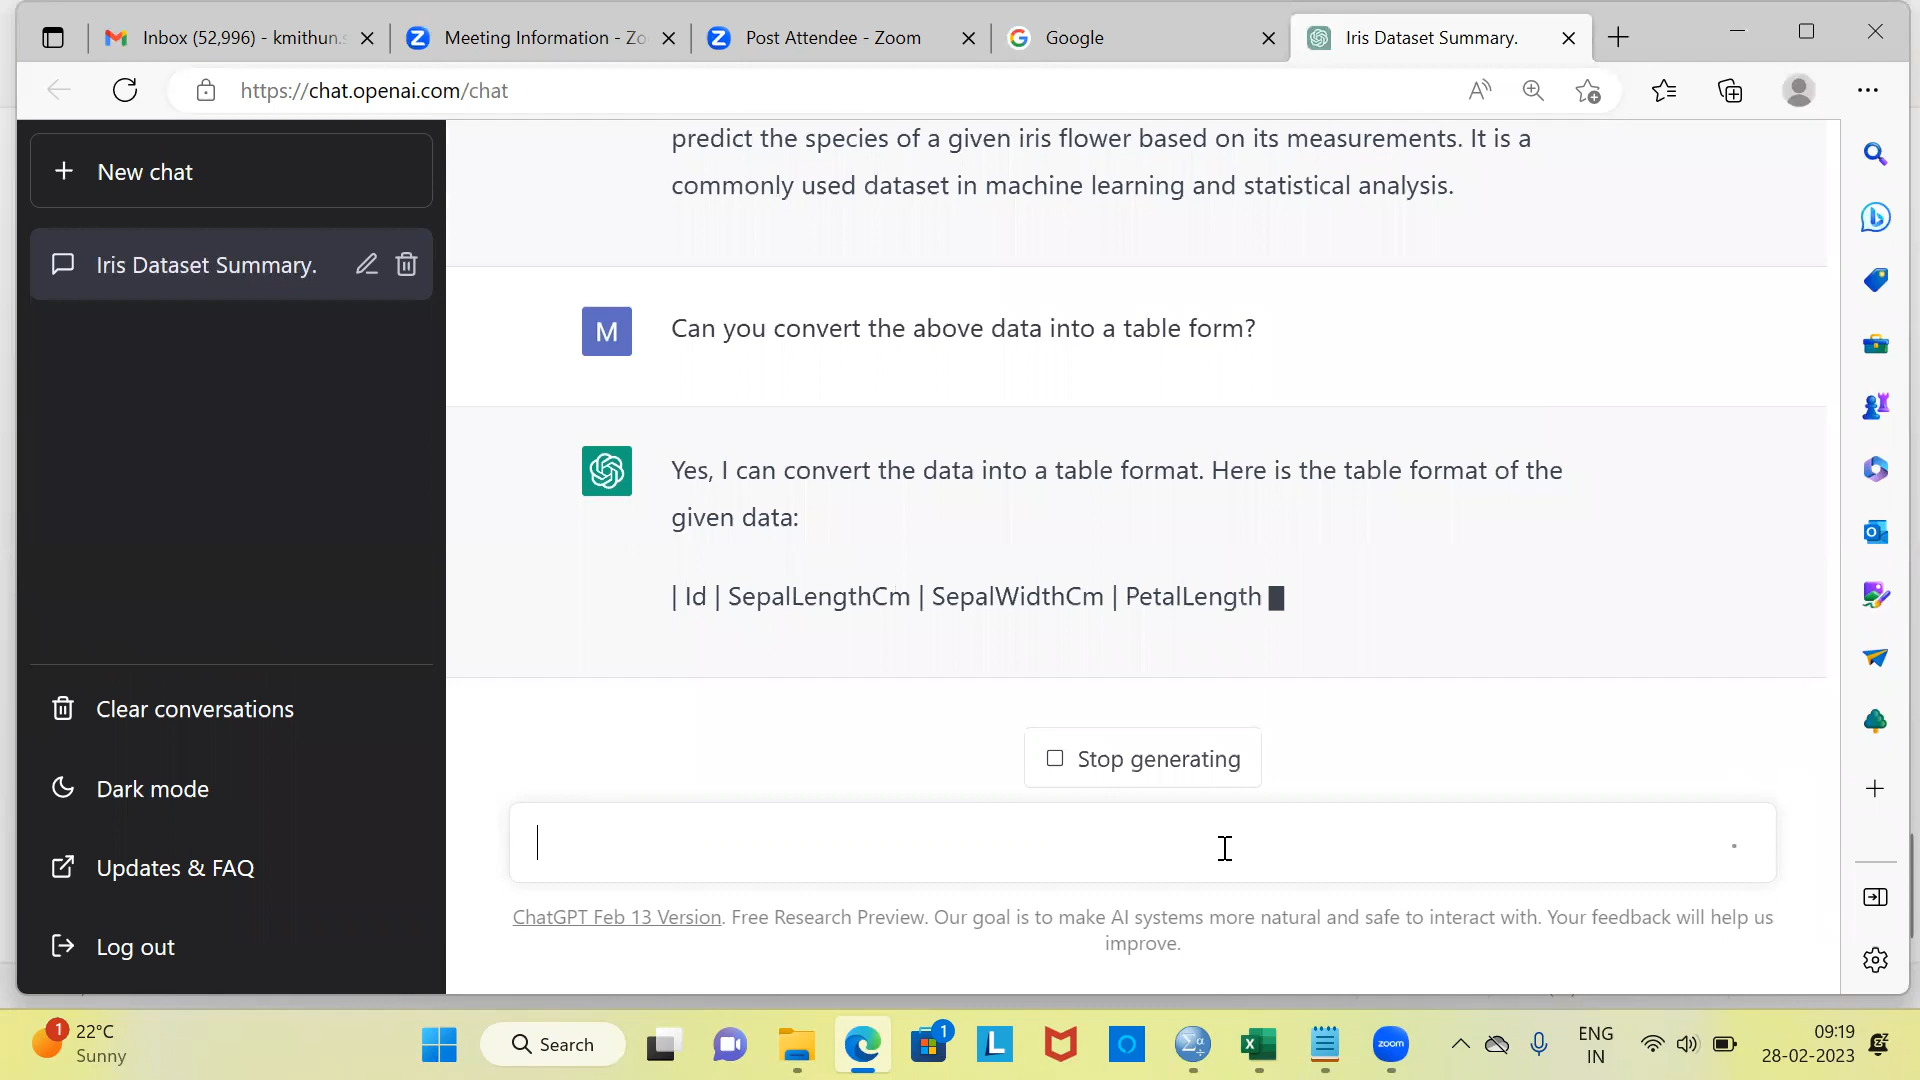 Inbox (52,996) - kmithun.s
Meeting Information - Zo
Post Attendee - Zoom
Google
Iris Dataset Summary.
https://chat.openai.com/chat
New chat
Iris Dataset Summary.
Clear conversations
Dark mode
Updates & FAQ
Log out
predict the species of a given iris flower based on its measurements. It is a
commonly used dataset in machine learning and statistical analysis.
M
Can you convert the above data into a table form?
Yes, I can convert the data into a table format. Here is the table format of the
given data:
| Id | SepalLengthCm | SepalWidthCm | PetalLength
Stop generating
ChatGPT Feb 13 Version. Free Research Preview. Our goal is to make AI systems more natural and safe to interact with. Your feedback will help us
improve.
1
22°C
Sunny
Search
1
L
zoom
ENG
IN
09:19
28-02-2023